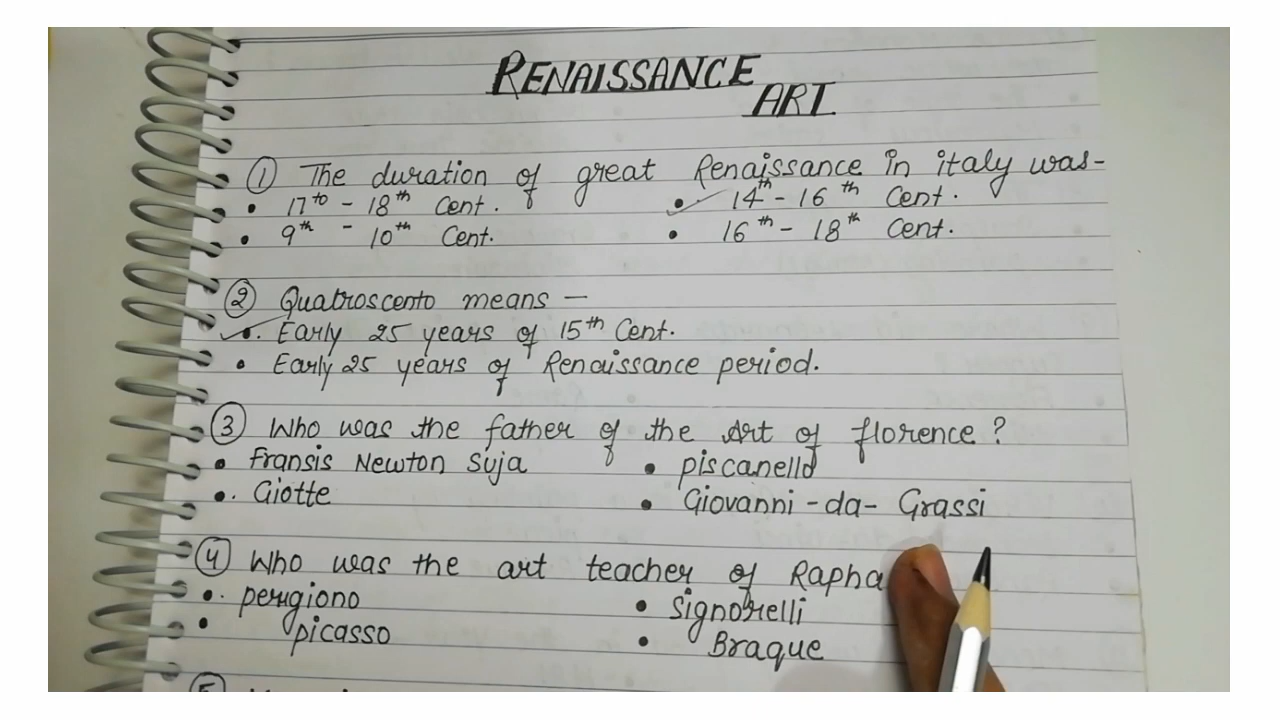 RENAISSANCE
ART
① The duration of great Renaissance in italy was-
• 17to - 18th Cent. • 14th - 16th Cent.
• 9th - 10th Cent. • 16th - 18th Cent.
② Quatroscento means —
• Early 25 years of 15th Cent.
• Early 25 years of Renaissance period.
③ Who was the father of the Art of florence?
• Fransis Newton Suja • Piscanello
• Giotte • Giovanni-da-Grassi
④ Who was the art teacher of Rapha
• perigiono • Signorelli
• picasso • Braque